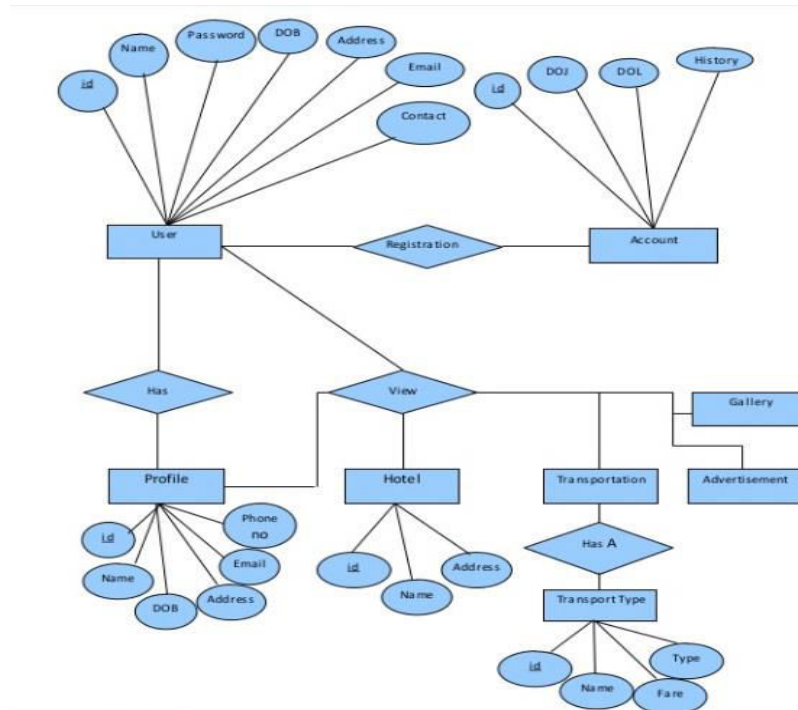 id
Name
Password
DOB
Address
Email
Contact
id
DOJ
DOL
History
User
Registration
Account
Has
View
Gallery
Profile
Hotel
Transportation
Advertisement
id
Name
DOB
Address
Email
Phone
no
id
Name
Address
Has A
Transport Type
id
Name
Fare
Type